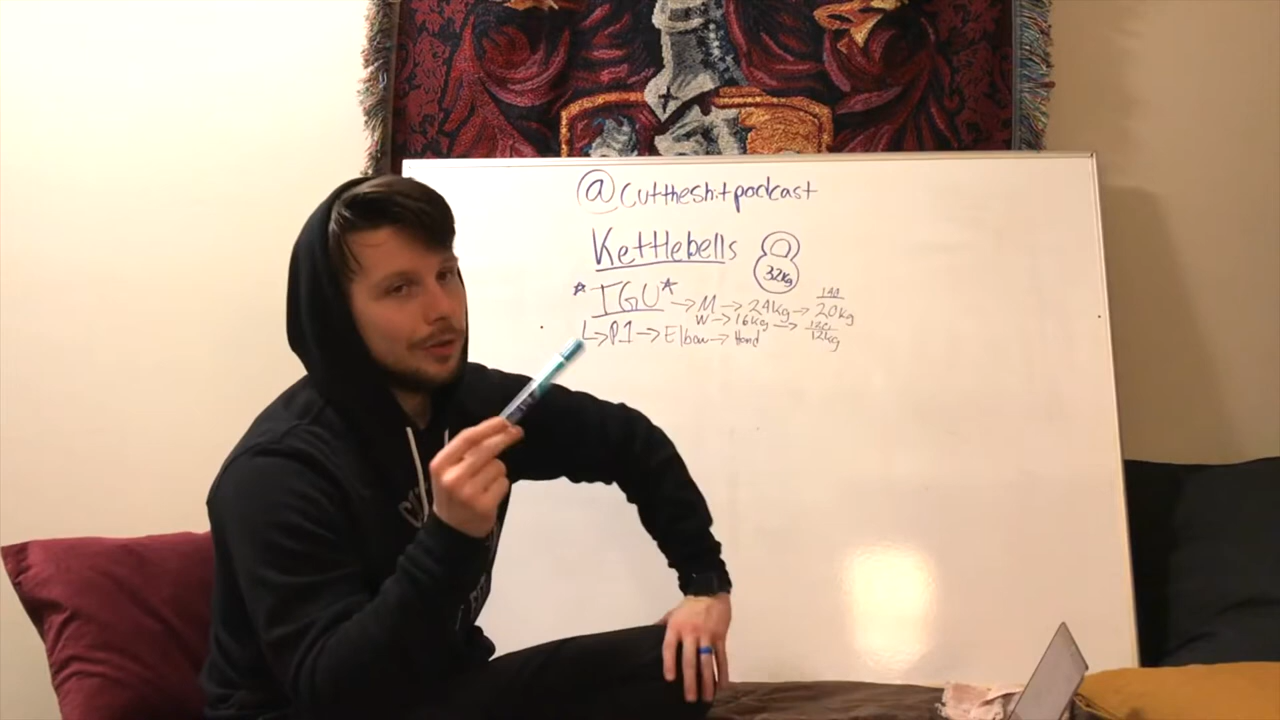 @cuttheshitpodcast
Kettlebells
32kg
*TGU* → M → 24kg → 20kg
W → 16kg → 12kg
↳ P1 → Elbow → Hand